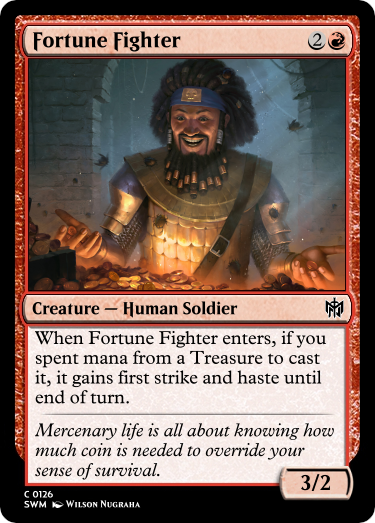 Fortune Fighter 2
Creature — Human Soldier
When Fortune Fighter enters, if you
spent mana from a Treasure to cast
it, it gains first strike and haste until
end of turn.
Mercenary life is all about knowing how
much coin is needed to override your
sense of survival.
3/2
C 0126
SWM Wilson Nugraha